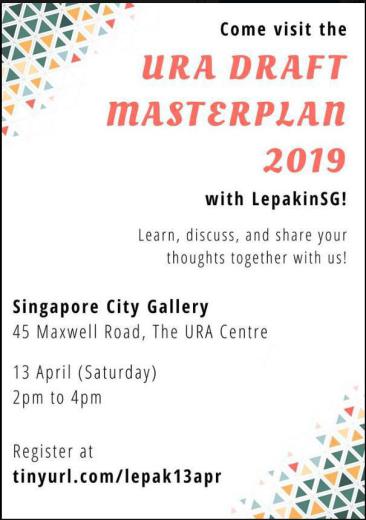 Come visit the
URA DRAFT
MASTERPLAN
2019
with LepakinSG!
Learn, discuss, and share your
thoughts together with us!
Singapore City Gallery
45 Maxwell Road, The URA Centre
13 April (Saturday)
2pm to 4pm
Register at
tinyurl.com/lepak13apr